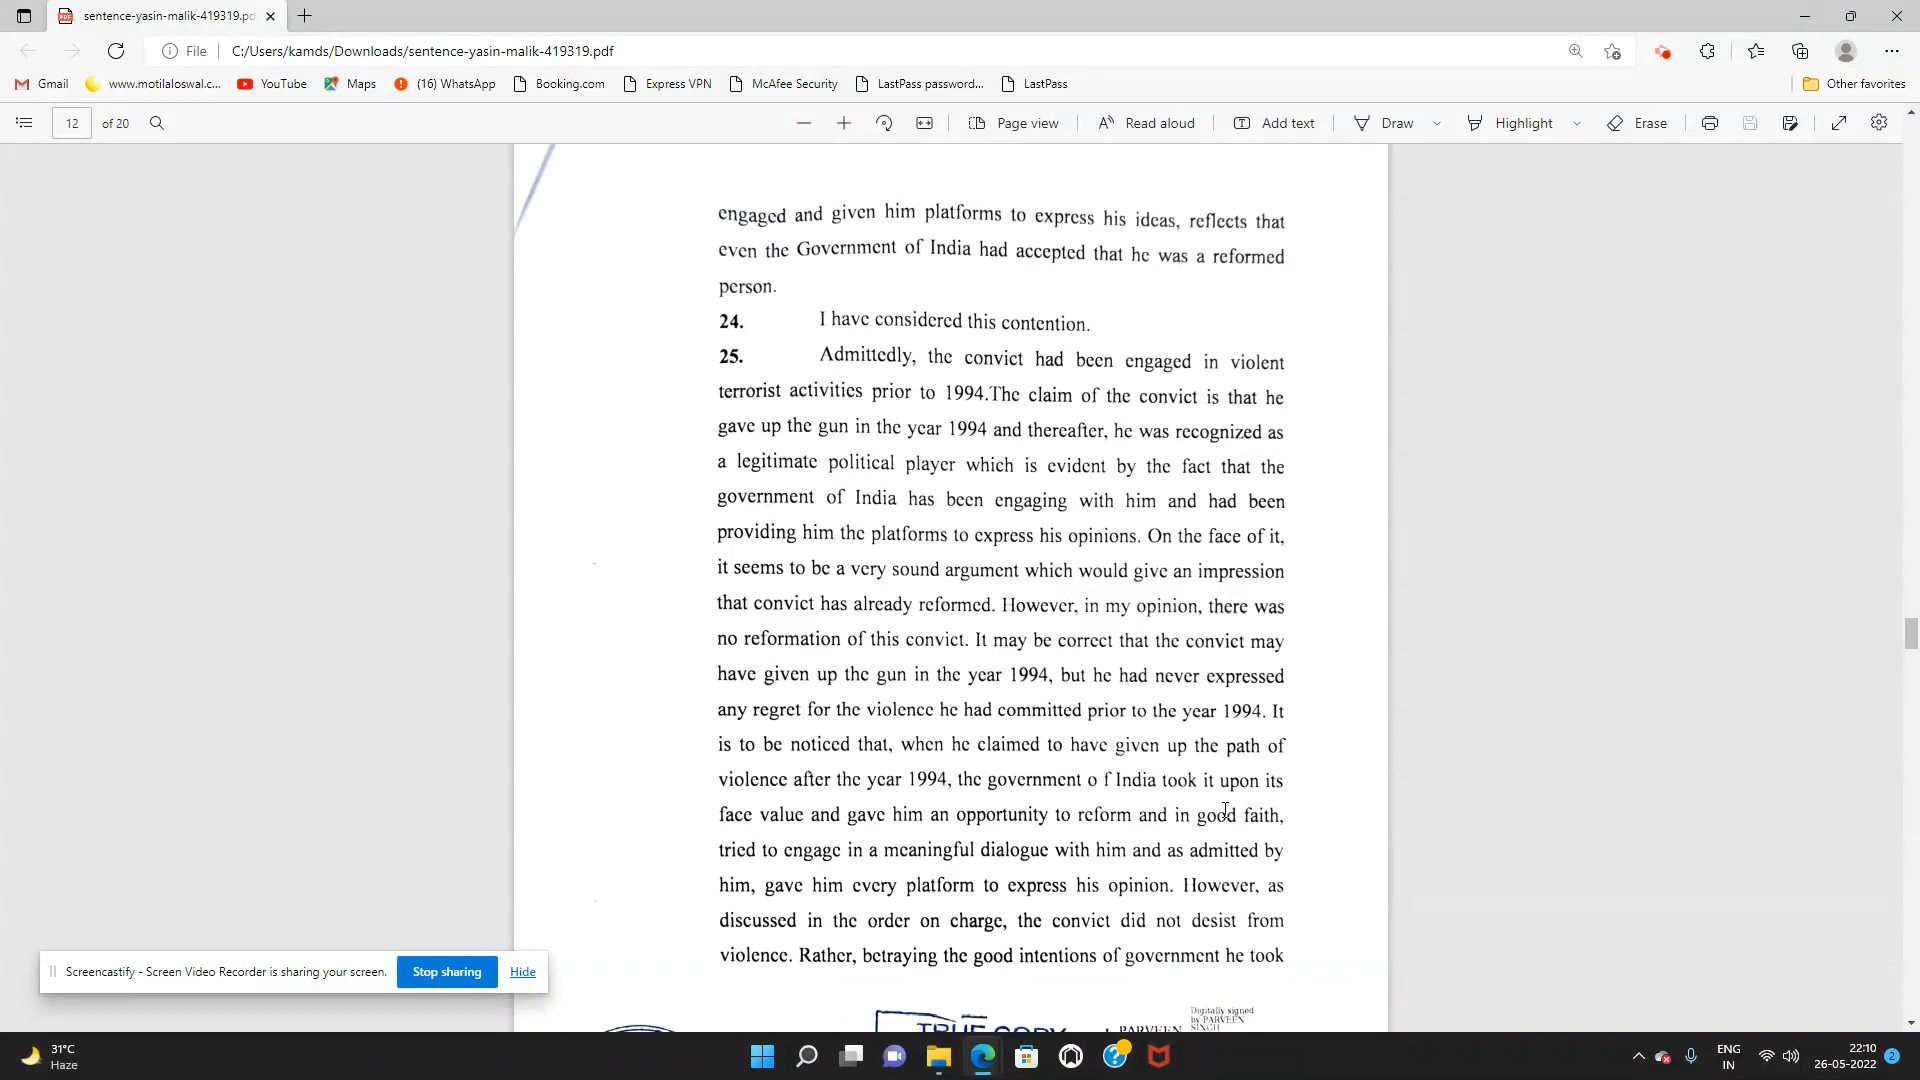 sentence-yasin-malik-419319.pd
File
C:/Users/kamds/Downloads/sentence-yasin-malik-419319.pdf
Gmail
www.motilaloswal.c...
YouTube
Maps
(16) WhatsApp
Booking.com
Express VPN
McAfee Security
LastPass password...
LastPass
Other favorites
12
of 20
Page view
Read aloud
Add text
Draw
Highlight
Erase
engaged and given him platforms to express his ideas, reflects that
even the Government of India had accepted that he was a reformed
person.
24. I have considered this contention.
25. Admittedly, the convict had been engaged in violent
terrorist activities prior to 1994.The claim of the convict is that he
gave up the gun in the year 1994 and thereafter, he was recognized as
a legitimate political player which is evident by the fact that the
government of India has been engaging with him and had been
providing him the platforms to express his opinions. On the face of it,
it seems to be a very sound argument which would give an impression
that convict has already reformed. However, in my opinion, there was
no reformation of this convict. It may be correct that the convict may
have given up the gun in the year 1994, but he had never expressed
any regret for the violence he had committed prior to the year 1994. It
is to be noticed that, when he claimed to have given up the path of
violence after the year 1994, the government o f India took it upon its
face value and gave him an opportunity to reform and in good faith,
tried to engage in a meaningful dialogue with him and as admitted by
him, gave him every platform to express his opinion. However, as
discussed in the order on charge, the convict did not desist from
violence. Rather, betraying the good intentions of government he took
Screencastify - Screen Video Recorder is sharing your screen.
Stop sharing
Hide
TRUE COPY
PARVEEN
Digitally signed
by PARVEEN
SINGH
31°C
Haze
ENG
IN
22:10
26-05-2022
2